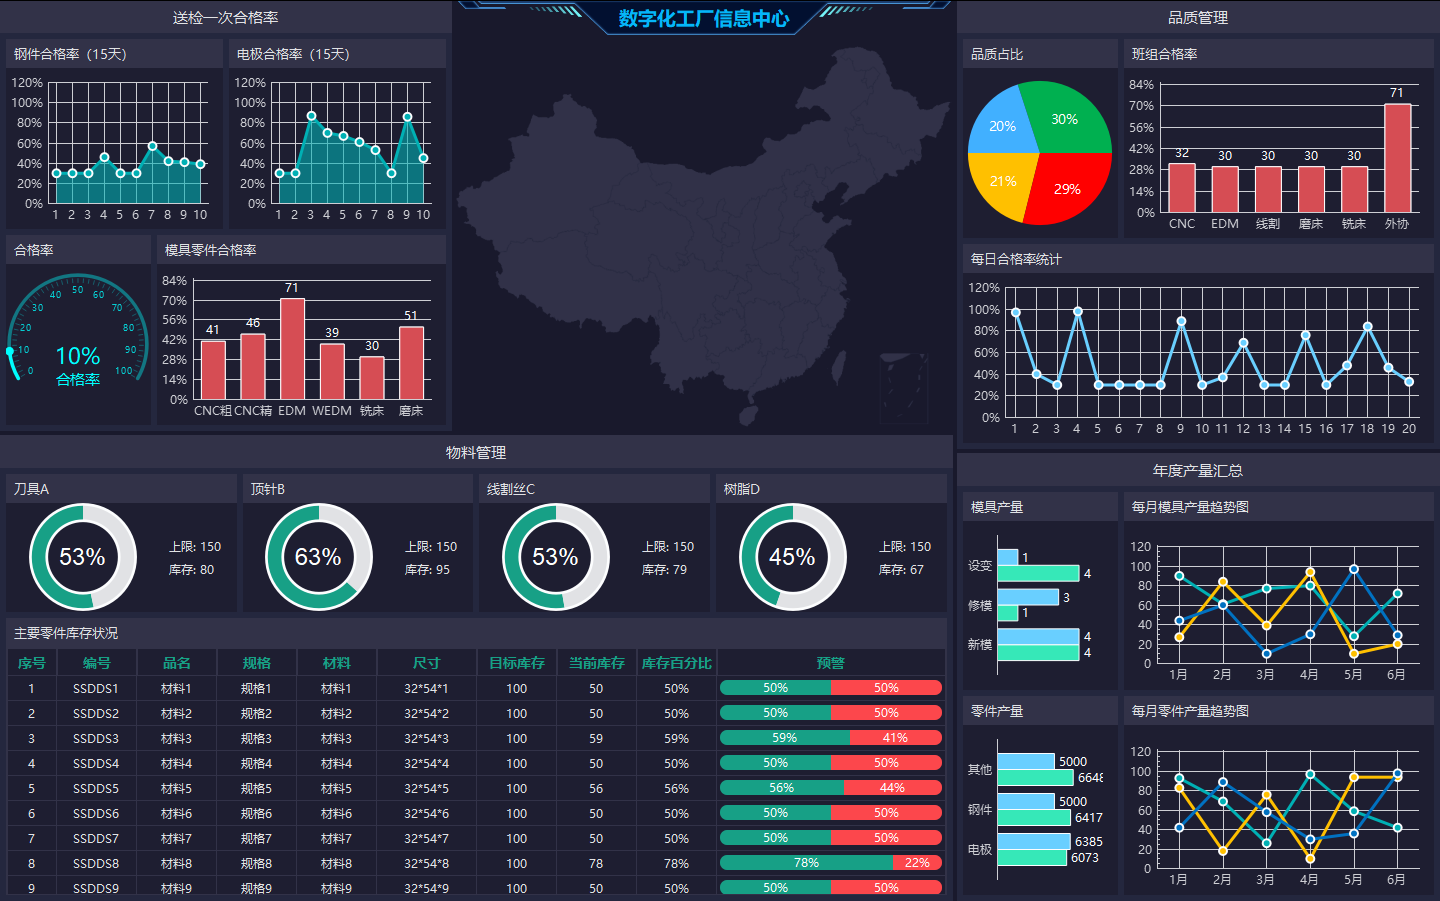 送检一次合格率
数字化工厂信息中心
品质管理
钢件合格率（15天）
电极合格率（15天）
120%
100%
80%
60%
40%
20%
0%
1 2 3 4 5 6 7 8 9 10
120%
100%
80%
60%
40%
20%
0%
1 2 3 4 5 6 7 8 9 10
合格率
0 10 20 30 40 50 60 70 80 90 100
10%
合格率
模具零件合格率
84%
70%
56%
42%
28%
14%
0%
41 46 71 39 30 51
CNC粗 CNC精 EDM WEDM 铣床 磨床
品质占比
20% 30%
21% 29%
班组合格率
84%
70%
56%
42%
28%
14%
0%
32 30 30 30 30 71
CNC EDM 线割 磨床 铣床 外协
每日合格率统计
120%
100%
80%
60%
40%
20%
0%
1 2 3 4 5 6 7 8 9 10 11 12 13 14 15 16 17 18 19 20
物料管理
刀具A
53%
上限: 150
库存: 80
顶针B
63%
上限: 150
库存: 95
线割丝C
53%
上限: 150
库存: 79
树脂D
45%
上限: 150
库存: 67
主要零件库存状况
序号 编号 品名 规格 材料 尺寸 目标库存 当前库存 库存百分比 预警
1 SSDDS1 材料1 规格1 材料1 32*54*1 100 50 50% 50% 50%
2 SSDDS2 材料2 规格2 材料2 32*54*2 100 50 50% 50% 50%
3 SSDDS3 材料3 规格3 材料3 32*54*3 100 59 59% 59% 41%
4 SSDDS4 材料4 规格4 材料4 32*54*4 100 50 50% 50% 50%
5 SSDDS5 材料5 规格5 材料5 32*54*5 100 56 56% 56% 44%
6 SSDDS6 材料6 规格6 材料6 32*54*6 100 50 50% 50% 50%
7 SSDDS7 材料7 规格7 材料7 32*54*7 100 50 50% 50% 50%
8 SSDDS8 材料8 规格8 材料8 32*54*8 100 78 78% 78% 22%
9 SSDDS9 材料9 规格9 材料9 32*54*9 100 50 50% 50% 50%
年度产量汇总
模具产量
设变 1 4
修模 3 1
新模 4 4
每月模具产量趋势图
120
100
80
60
40
20
0
1月 2月 3月 4月 5月 6月
零件产量
其他 5000 6648
钢件 5000 6417
电极 6385 6073
每月零件产量趋势图
120
100
80
60
40
20
0
1月 2月 3月 4月 5月 6月